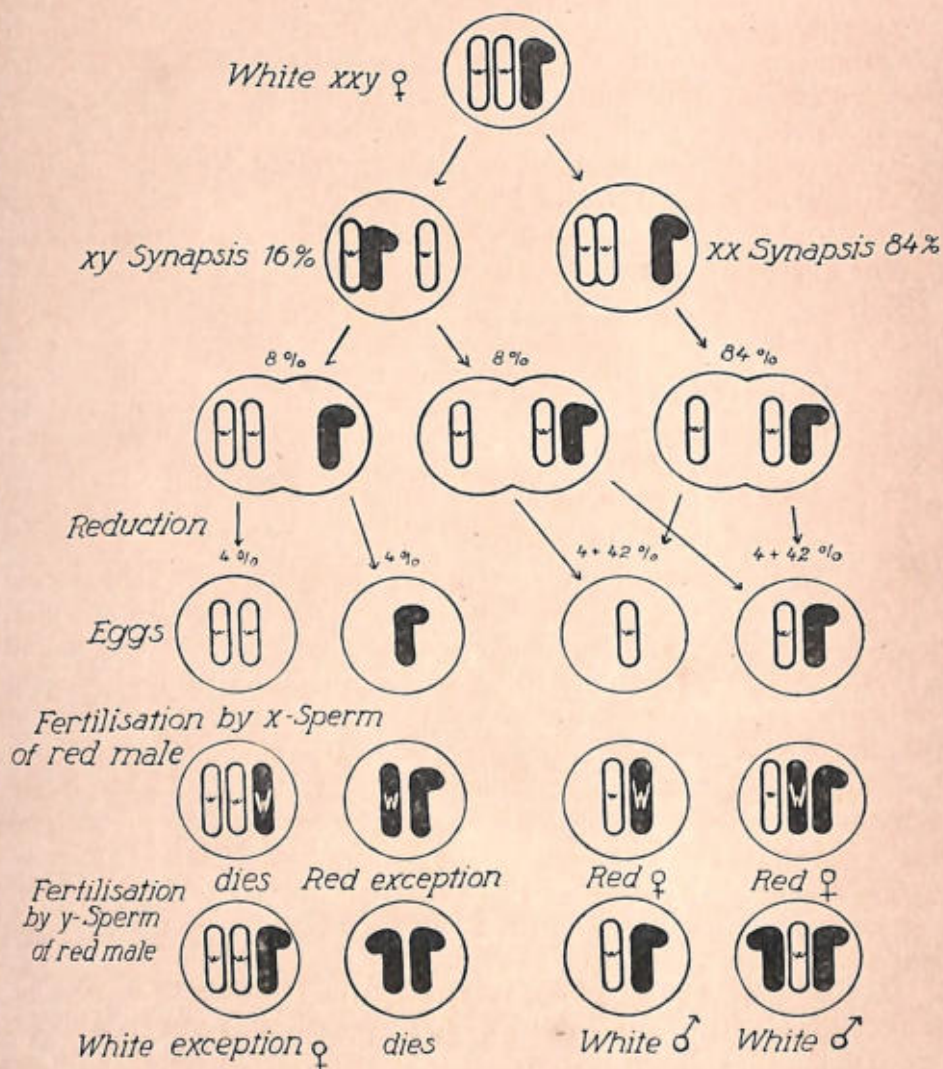 White xxy ♀
xy Synapsis 16%
xx Synapsis 84%
8%
8%
84%
Reduction
4%
4%
4 + 42%
4 + 42%
Eggs
Fertilisation by x-Sperm
of red male
w
w
w
w
dies
Red exception
Red ♀
Red ♀
Fertilisation
by y-Sperm
of red male
White exception ♀
dies
White ♂
White ♂